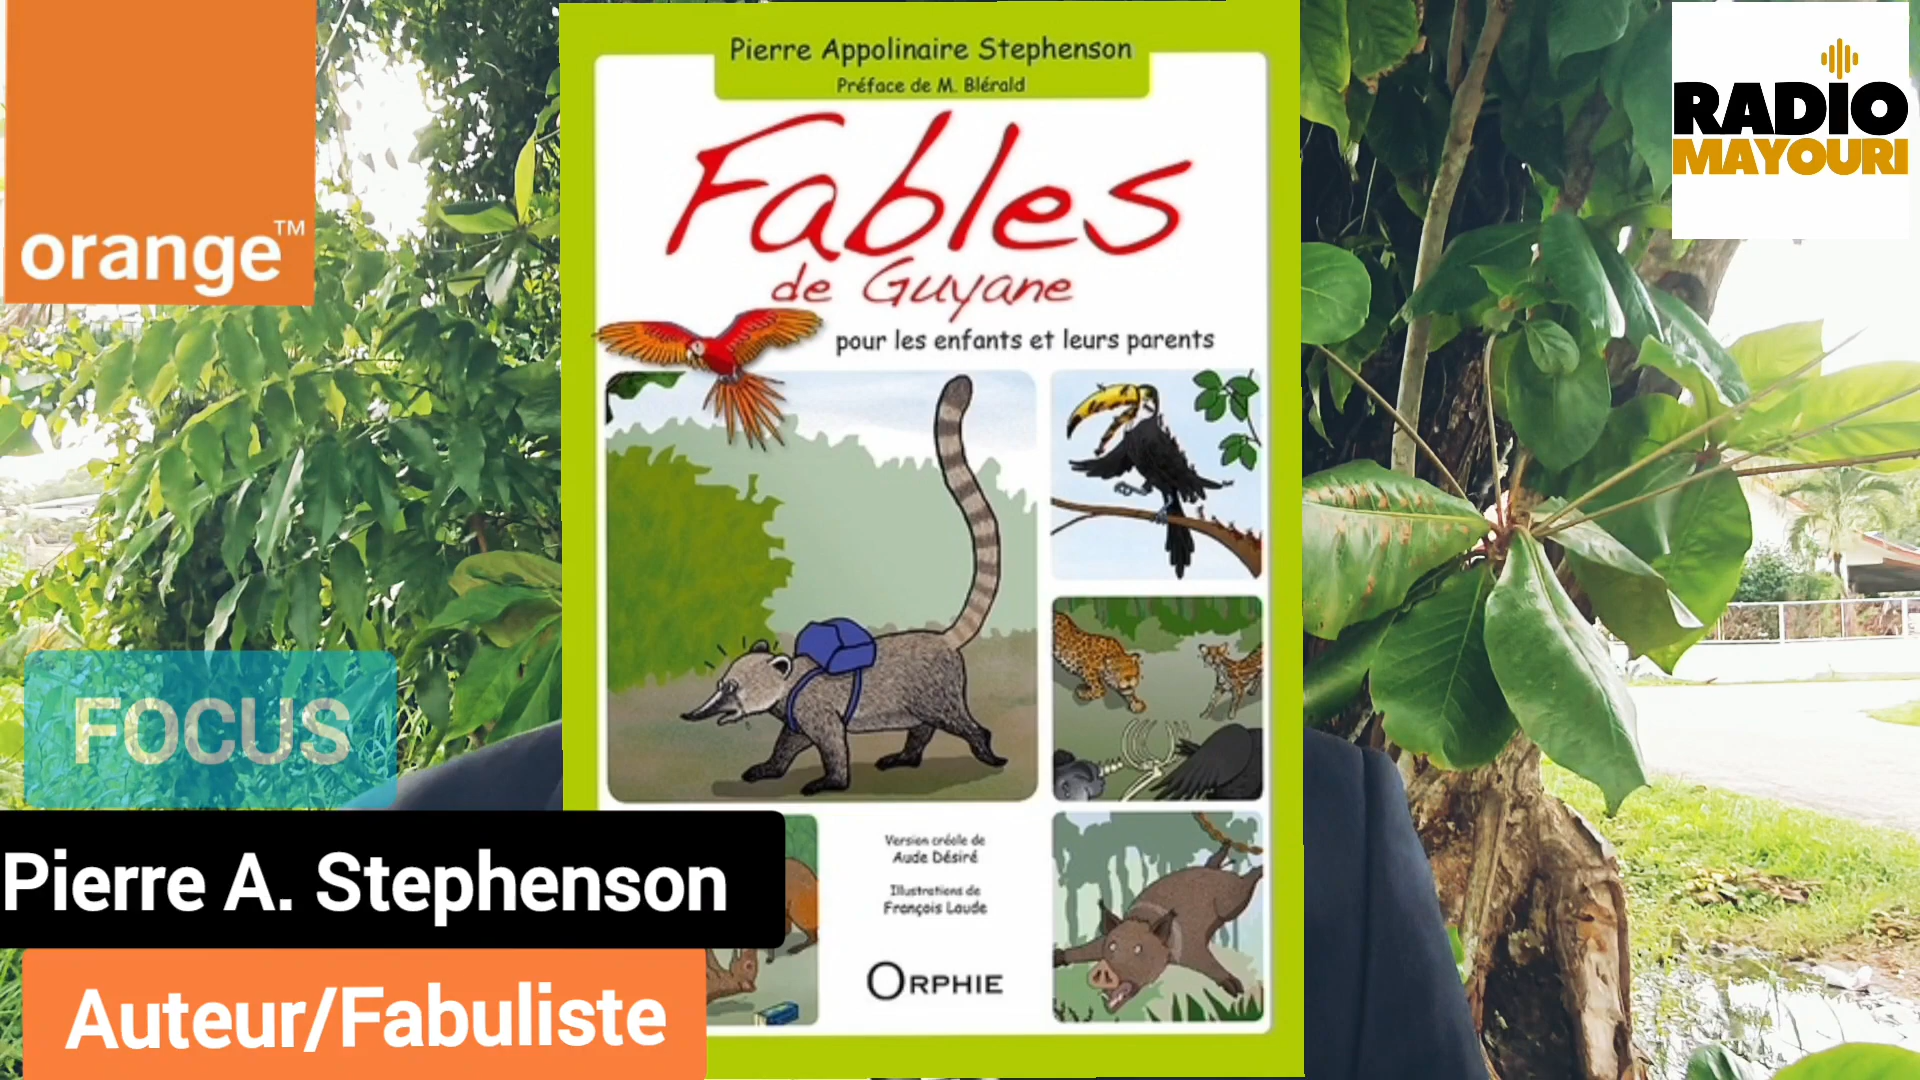 orange™
Pierre Appolinaire Stephenson
Préface de M. Blérald
Fables
de Guyane
pour les enfants et leurs parents
RADIO
MAYOURI
FOCUS
Pierre A. Stephenson
Auteur/Fabuliste
Version créole de
Aude Désiré
Illustrations de
François Laude
ORPHIE